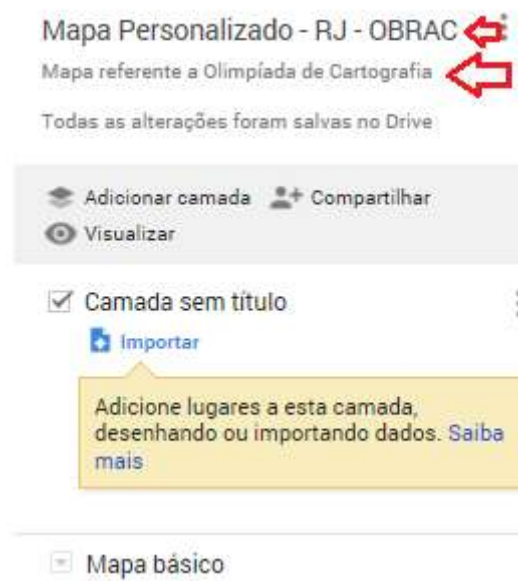 Mapa Personalizado - RJ - OBRAC
Mapa referente a Olimpíada de Cartografia
Todas as alterações foram salvas no Drive
Adicionar camada Compartilhar
Visualizar
Camada sem título
Importar
Adicione lugares a esta camada,
desenhando ou importando dados. Saiba
mais
Mapa básico